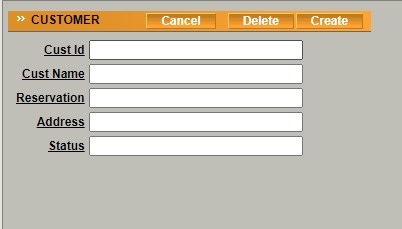 » CUSTOMER Cancel Delete Create
Cust Id
Cust Name
Reservation
Address
Status